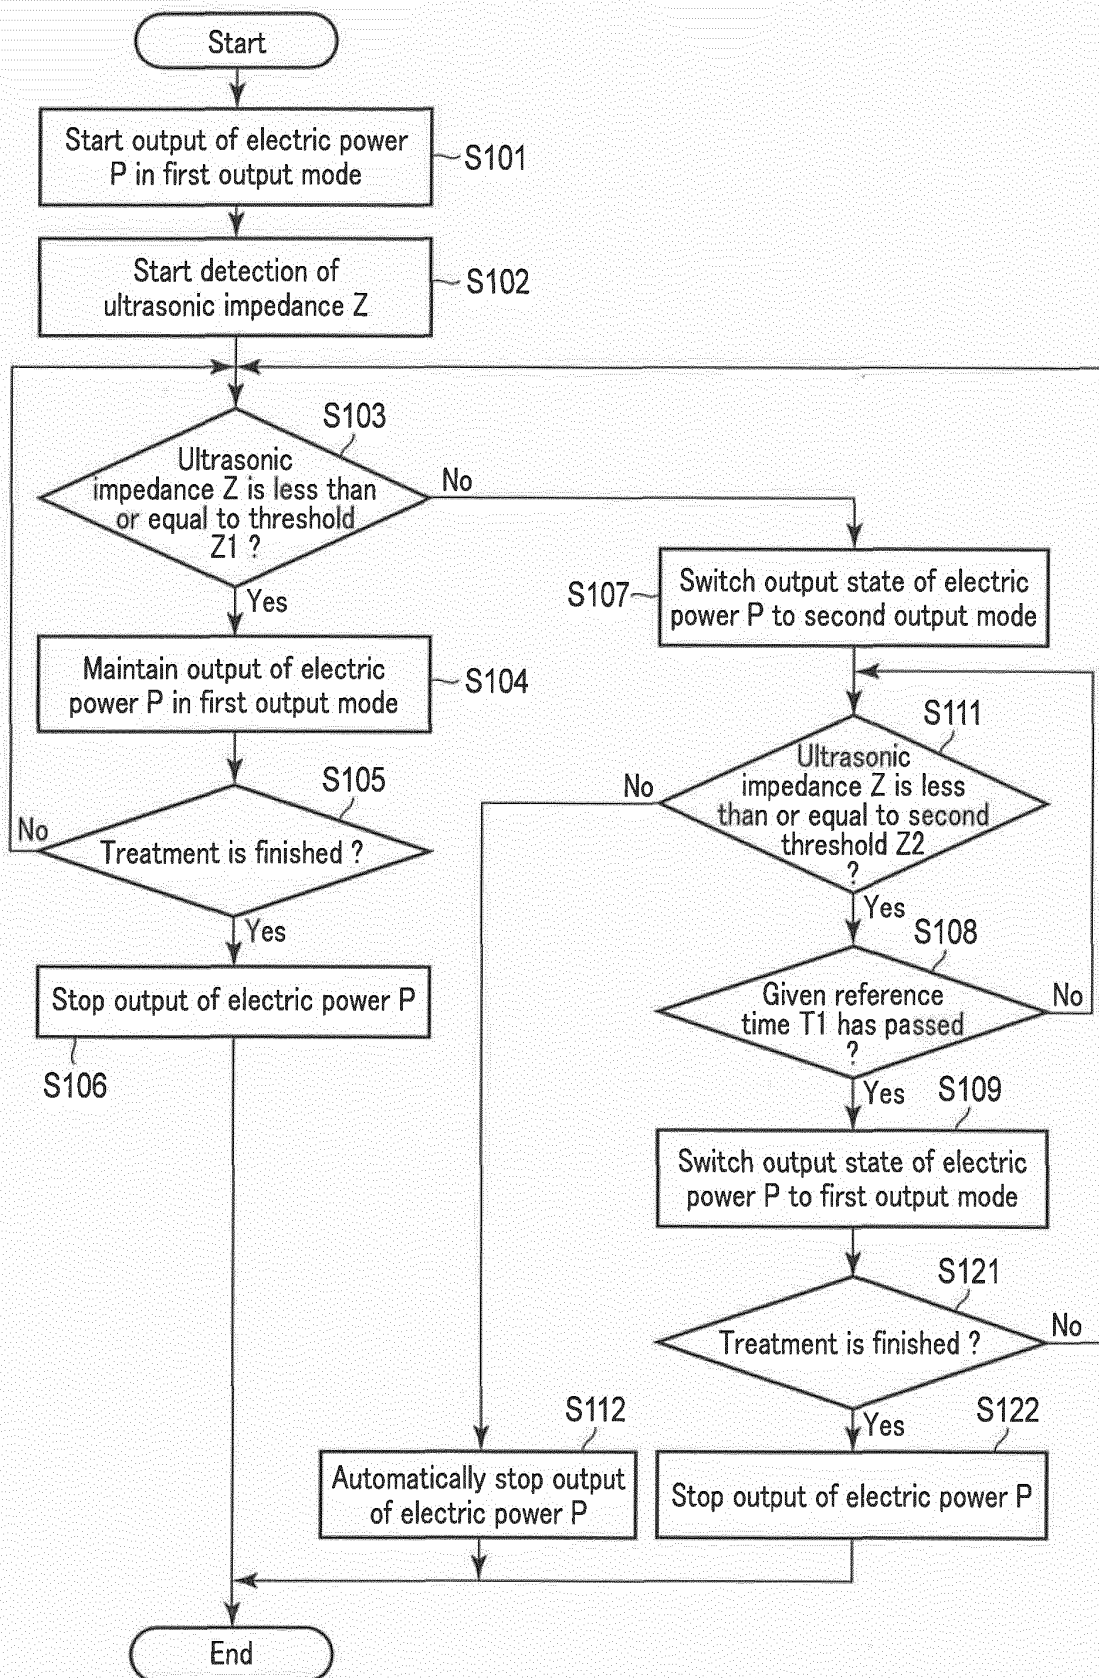 Start
Start output of electric power
P in first output mode
S101
Start detection of
ultrasonic impedance Z
S102
S103
Ultrasonic
impedance Z is less than
or equal to threshold
Z1 ?
No
Yes
S107
Switch output state of electric
power P to second output mode
Maintain output of electric
power P in first output mode
S104
S111
Ultrasonic
impedance Z is less
than or equal to second
threshold Z2
?
No
Yes
S105
Treatment is finished ?
No
Yes
S108
Given reference
time T1 has passed
?
No
Yes
Stop output of electric power P
S106
S109
Switch output state of electric
power P to first output mode
S121
Treatment is finished ?
No
Yes
S112
Automatically stop output
of electric power P
S122
Stop output of electric power P
End